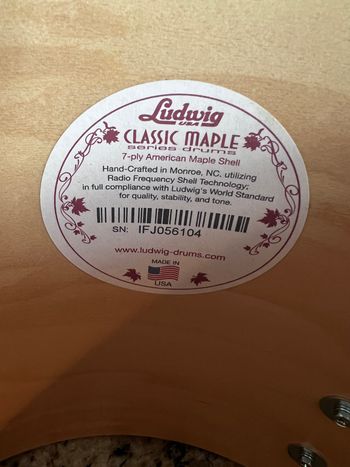 Ludwig
USA
CLASSIC MAPLE
series drums
7-ply American Maple Shell
Hand-Crafted in Monroe, NC, utilizing
Radio Frequency Shell Technology;
in full compliance with Ludwig's World Standard
for quality, stability, and tone.
SN: IFJ056104
www.ludwig-drums.com
MADE IN
USA